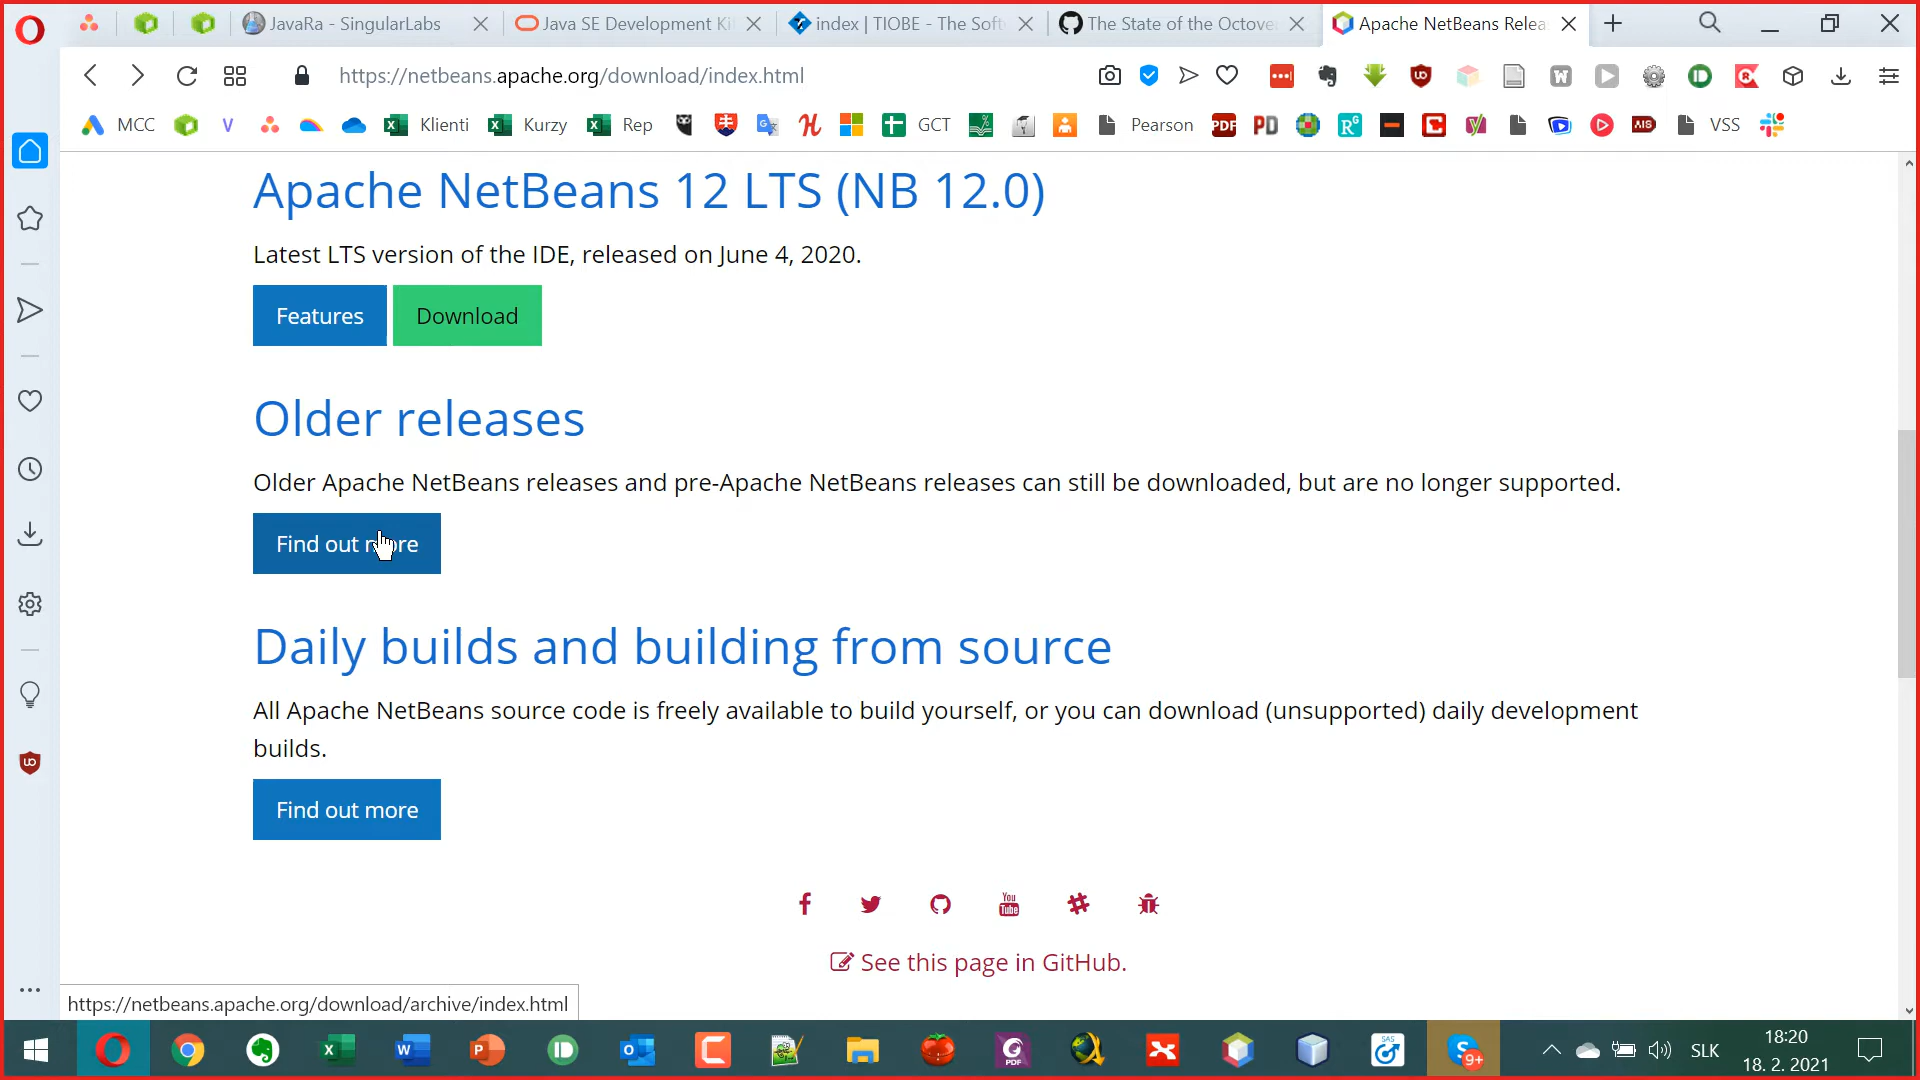 JavaRa - SingularLabs
Java SE Development Ki
index | TIOBE - The Soft
The State of the Octove
Apache NetBeans Relea
https://netbeans.apache.org/download/index.html
MCC
Klienti
Kurzy
Rep
GCT
Pearson
VSS
Apache NetBeans 12 LTS (NB 12.0)
Latest LTS version of the IDE, released on June 4, 2020.
Features
Download
Older releases
Older Apache NetBeans releases and pre-Apache NetBeans releases can still be downloaded, but are no longer supported.
Find out more
Daily builds and building from source
All Apache NetBeans source code is freely available to build yourself, or you can download (unsupported) daily development
builds.
Find out more
See this page in GitHub.
https://netbeans.apache.org/download/archive/index.html
SLK
18:20
18. 2. 2021